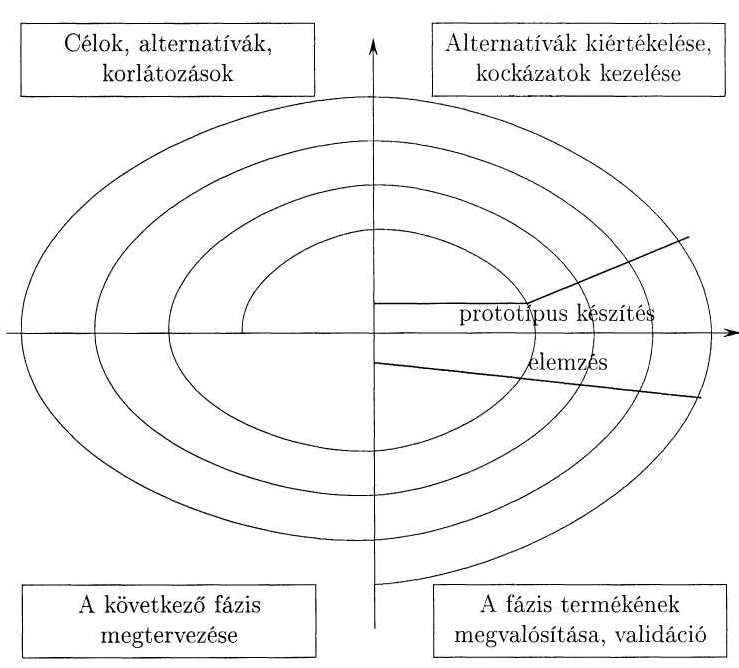 Célok, alternatívák,
korlátozások
Alternatívák kiértékelése,
kockázatok kezelése
prototípus készítés
elemzés
A következő fázis
megtervezése
A fázis termékének
megvalósítása, validáció